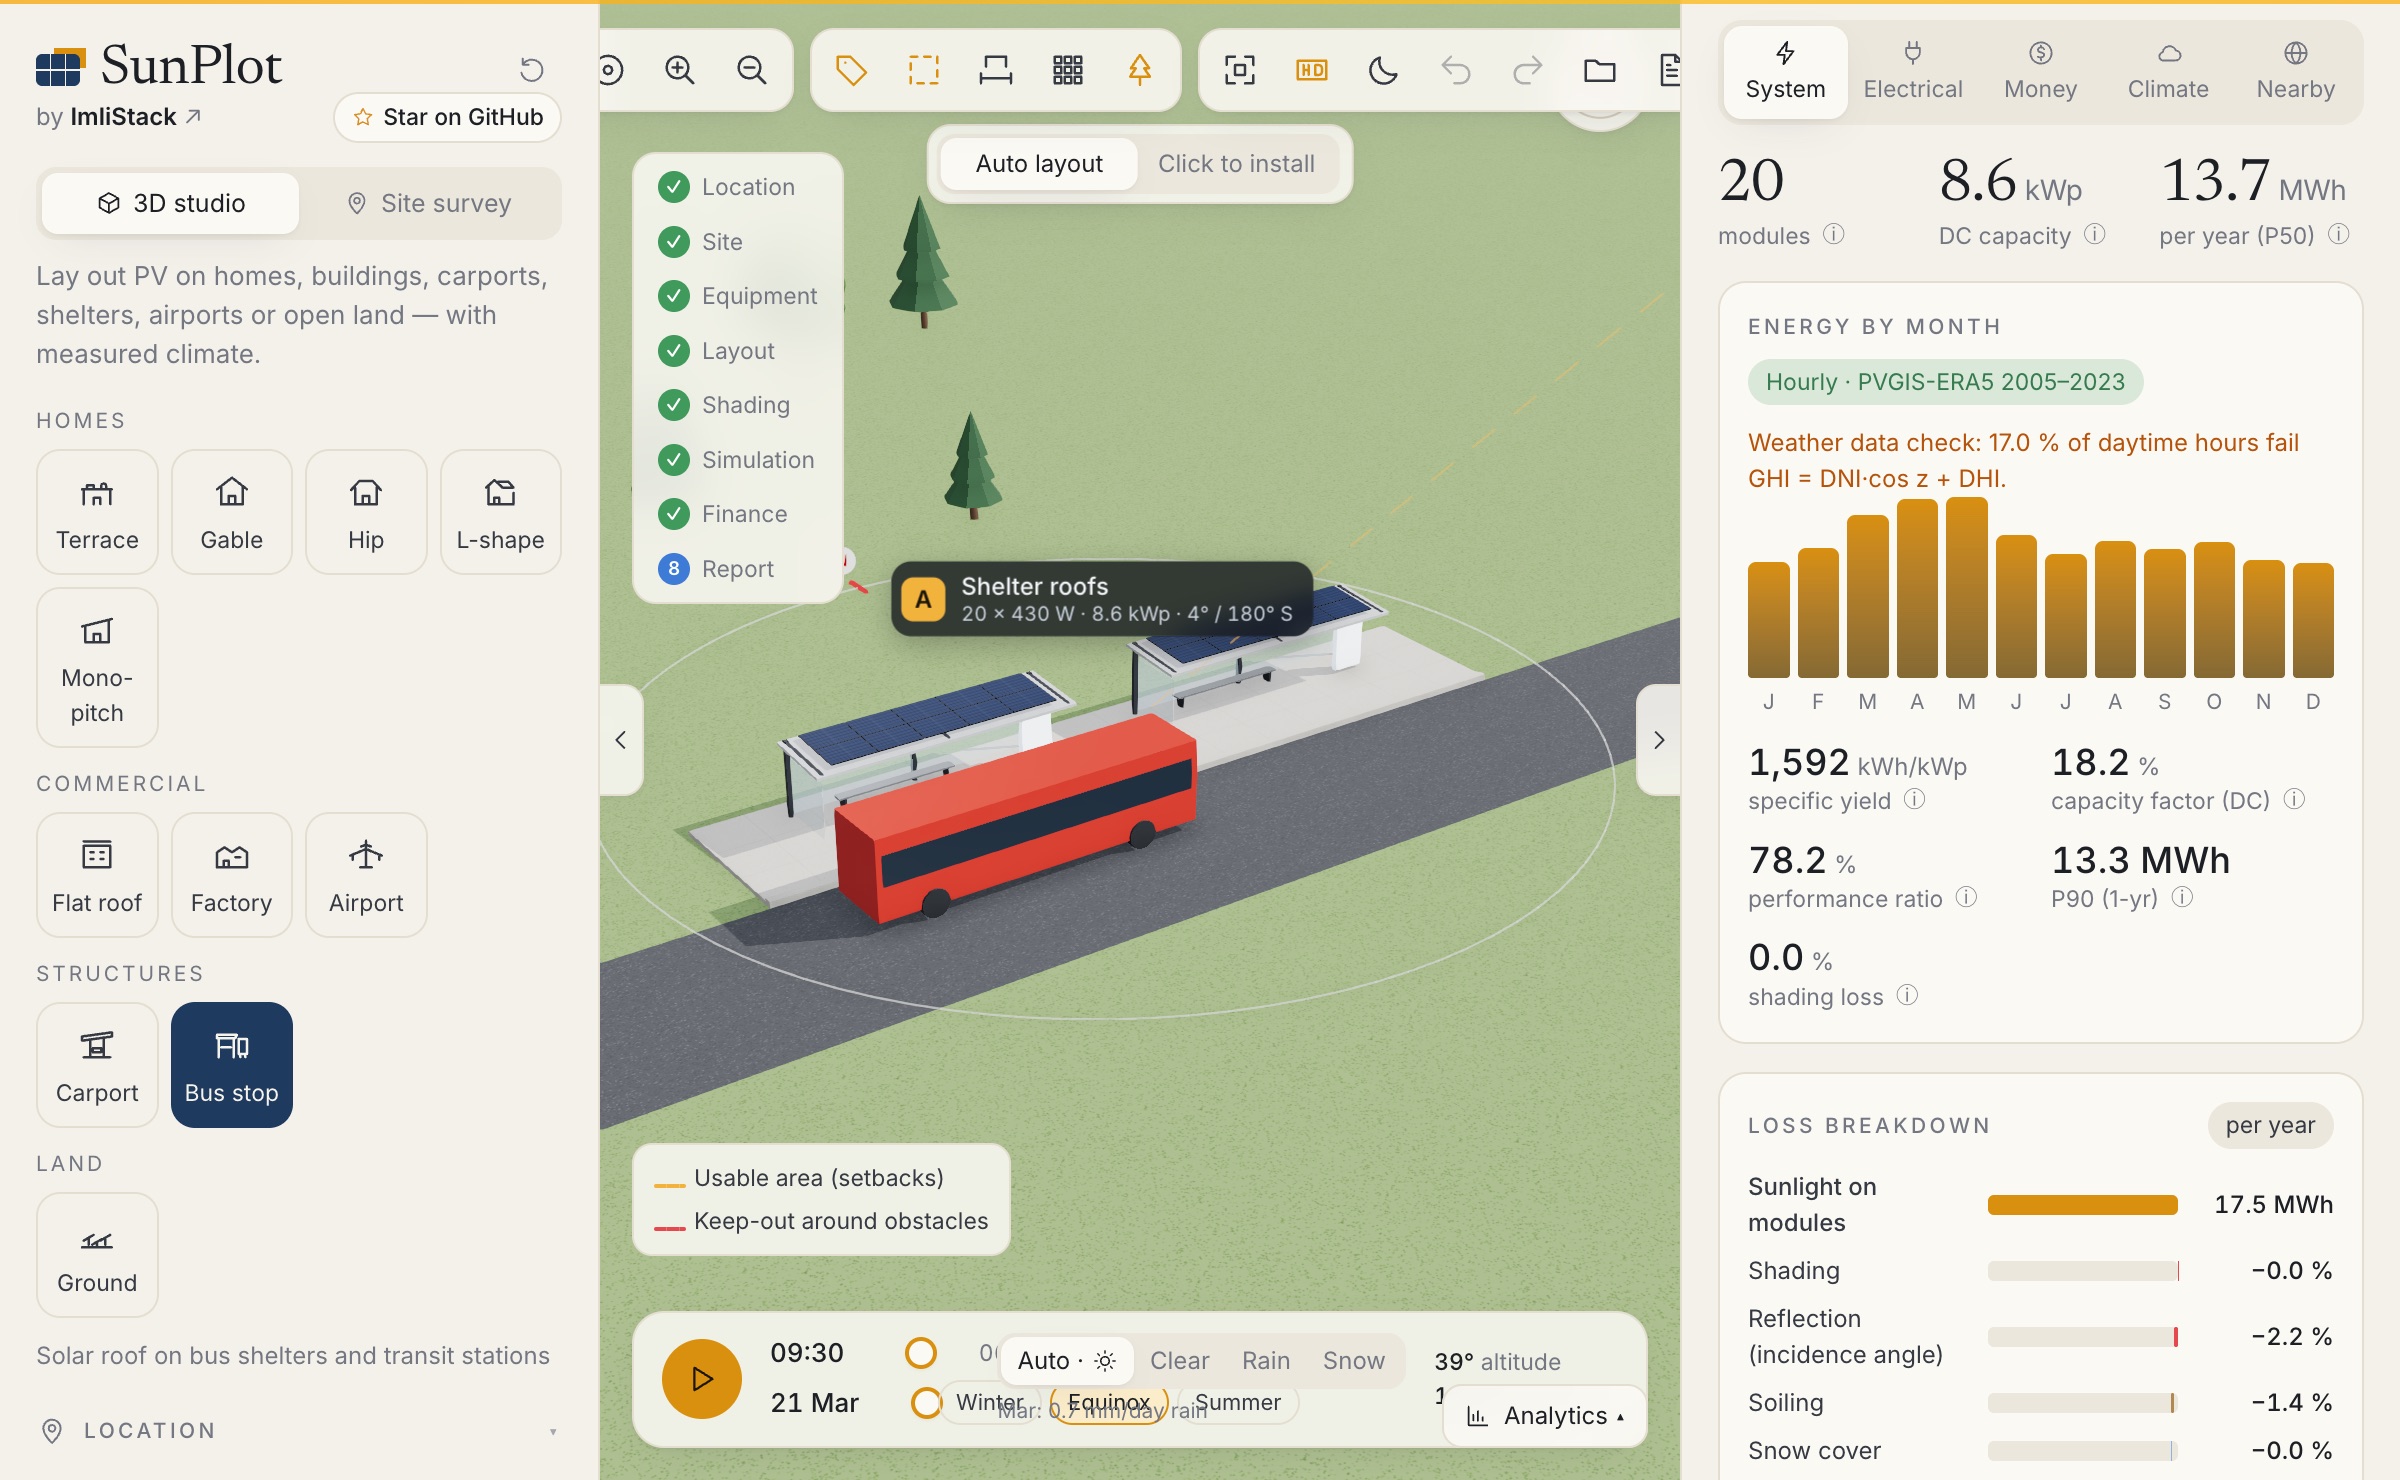 SunPlot
by ImliStack ↗
Star on GitHub
3D studio
Site survey
Lay out PV on homes, buildings, carports,
shelters, airports or open land — with
measured climate.
HOMES
Terrace
Gable
Hip
L-shape
Mono-
pitch
COMMERCIAL
Flat roof
Factory
Airport
STRUCTURES
Carport
Bus stop
LAND
Ground
Solar roof on bus shelters and transit stations
LOCATION
HD
Auto layout
Click to install
Location
Site
Equipment
Layout
Shading
Simulation
Finance
8 Report
A
Shelter roofs
20 × 430 W · 8.6 kWp · 4° / 180° S
Usable area (setbacks)
Keep-out around obstacles
09:30
Auto ·
Clear
Rain
Snow
39° altitude
21 Mar
Winter
Equinox
Summer
Mar: 0.7 mm/day rain
Analytics
System
Electrical
Money
Climate
Nearby
20
modules
8.6 kWp
DC capacity
13.7 MWh
per year (P50)
ENERGY BY MONTH
Hourly · PVGIS-ERA5 2005–2023
Weather data check: 17.0 % of daytime hours fail
GHI = DNI·cos z + DHI.
J F M A M J J A S O N D
1,592 kWh/kWp
specific yield
18.2 %
capacity factor (DC)
78.2 %
performance ratio
13.3 MWh
P90 (1-yr)
0.0 %
shading loss
LOSS BREAKDOWN
per year
Sunlight on
modules
17.5 MWh
Shading
−0.0 %
Reflection
(incidence angle)
−2.2 %
Soiling
−1.4 %
Snow cover
−0.0 %